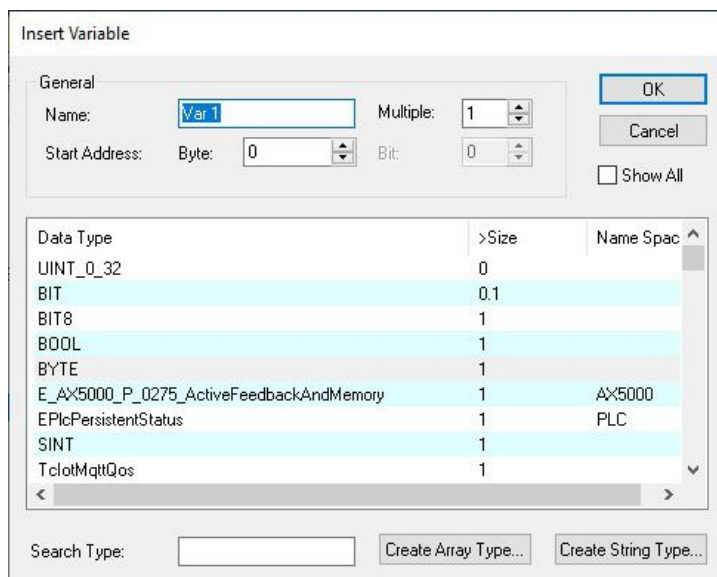 Insert Variable
General
Name: Var 1 Multiple: 1
Start Address: Byte: 0 Bit: 0
OK
Cancel
Show All
Data Type >Size Name Spac
UINT_0_32 0
BIT 0.1
BIT8 1
BOOL 1
BYTE 1
E_AX5000_P_0275_ActiveFeedbackAndMemory 1 AX5000
EPlcPersistentStatus 1 PLC
SINT 1
TcIotMqttQos 1
Search Type: Create Array Type... Create String Type...